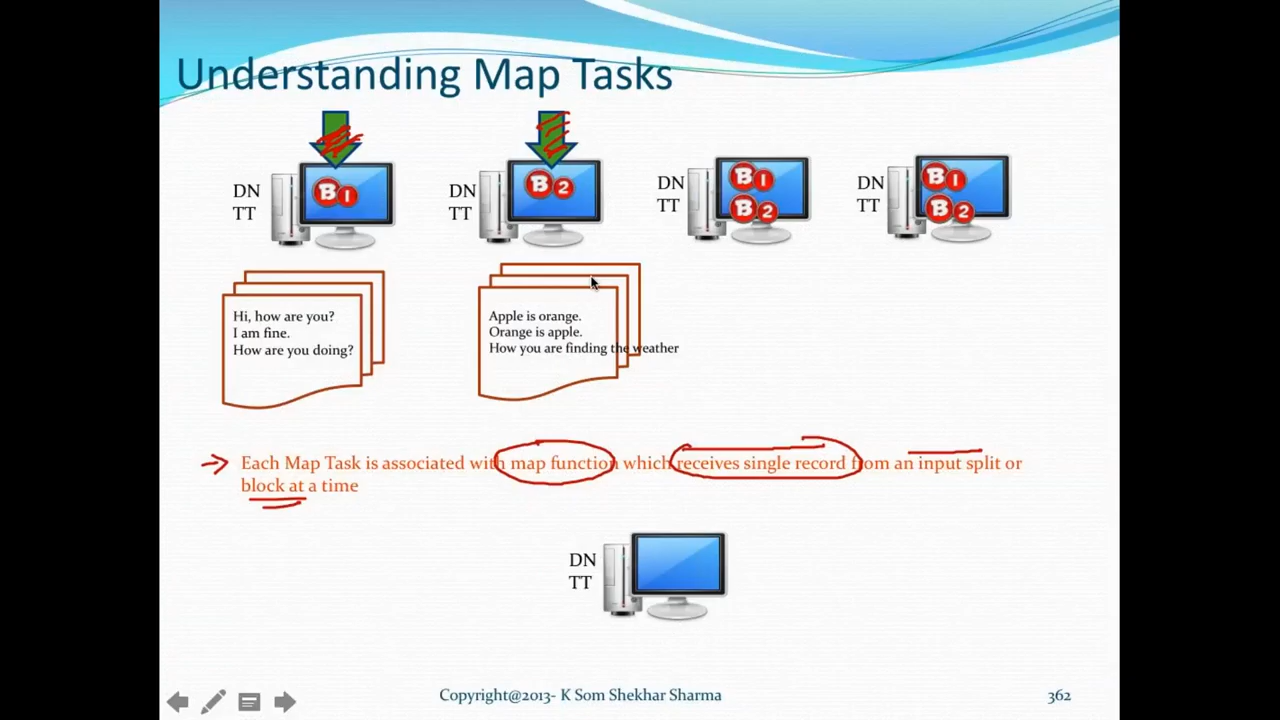 Understanding Map Tasks
DN
TT
B1
DN
TT
B2
DN
TT
B1
B2
DN
TT
B1
B2
Hi, how are you?
I am fine.
How are you doing?
Apple is orange.
Orange is apple.
How you are finding the weather
Each Map Task is associated with map function which receives single record from an input split or
block at a time
DN
TT
Copyright@2013- K Som Shekhar Sharma
362